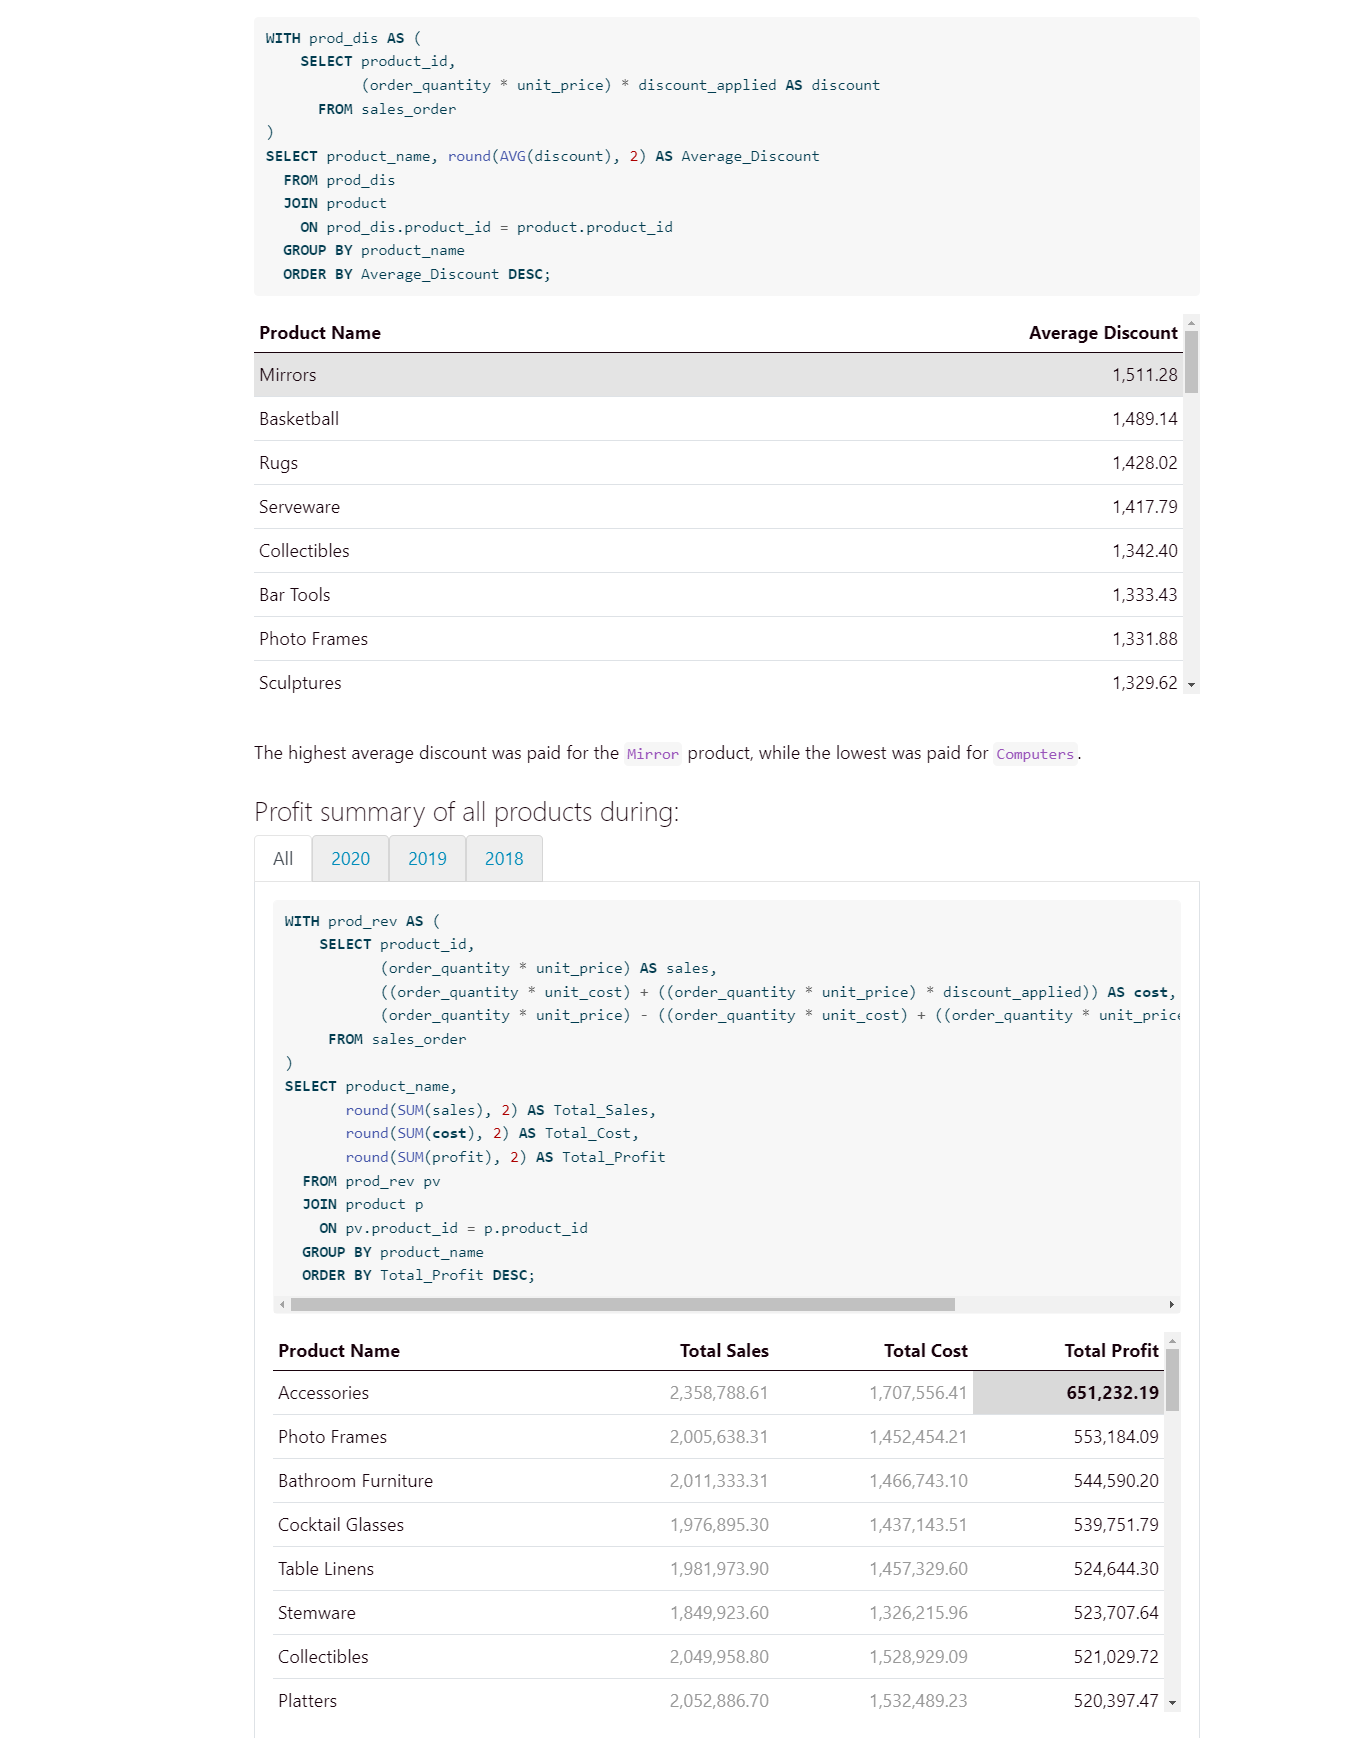 WITH prod_dis AS (
    SELECT product_id,
           (order_quantity * unit_price) * discount_applied AS discount
      FROM sales_order
)
SELECT product_name, round(AVG(discount), 2) AS Average_Discount
  FROM prod_dis
  JOIN product
    ON prod_dis.product_id = product.product_id
  GROUP BY product_name
  ORDER BY Average_Discount DESC;
Product Name Average Discount
Mirrors 1,511.28
Basketball 1,489.14
Rugs 1,428.02
Serveware 1,417.79
Collectibles 1,342.40
Bar Tools 1,333.43
Photo Frames 1,331.88
Sculptures 1,329.62
The highest average discount was paid for the Mirror product, while the lowest was paid for Computers.
Profit summary of all products during:
All 2020 2019 2018
WITH prod_rev AS (
    SELECT product_id,
           (order_quantity * unit_price) AS sales,
           ((order_quantity * unit_cost) + ((order_quantity * unit_price) * discount_applied)) AS cost,
           (order_quantity * unit_price) - ((order_quantity * unit_cost) + ((order_quantity * unit_price
     FROM sales_order
)
SELECT product_name,
       round(SUM(sales), 2) AS Total_Sales,
       round(SUM(cost), 2) AS Total_Cost,
       round(SUM(profit), 2) AS Total_Profit
  FROM prod_rev pv
  JOIN product p
    ON pv.product_id = p.product_id
  GROUP BY product_name
  ORDER BY Total_Profit DESC;
Product Name Total Sales Total Cost Total Profit
Accessories 2,358,788.61 1,707,556.41 651,232.19
Photo Frames 2,005,638.31 1,452,454.21 553,184.09
Bathroom Furniture 2,011,333.31 1,466,743.10 544,590.20
Cocktail Glasses 1,976,895.30 1,437,143.51 539,751.79
Table Linens 1,981,973.90 1,457,329.60 524,644.30
Stemware 1,849,923.60 1,326,215.96 523,707.64
Collectibles 2,049,958.80 1,528,929.09 521,029.72
Platters 2,052,886.70 1,532,489.23 520,397.47